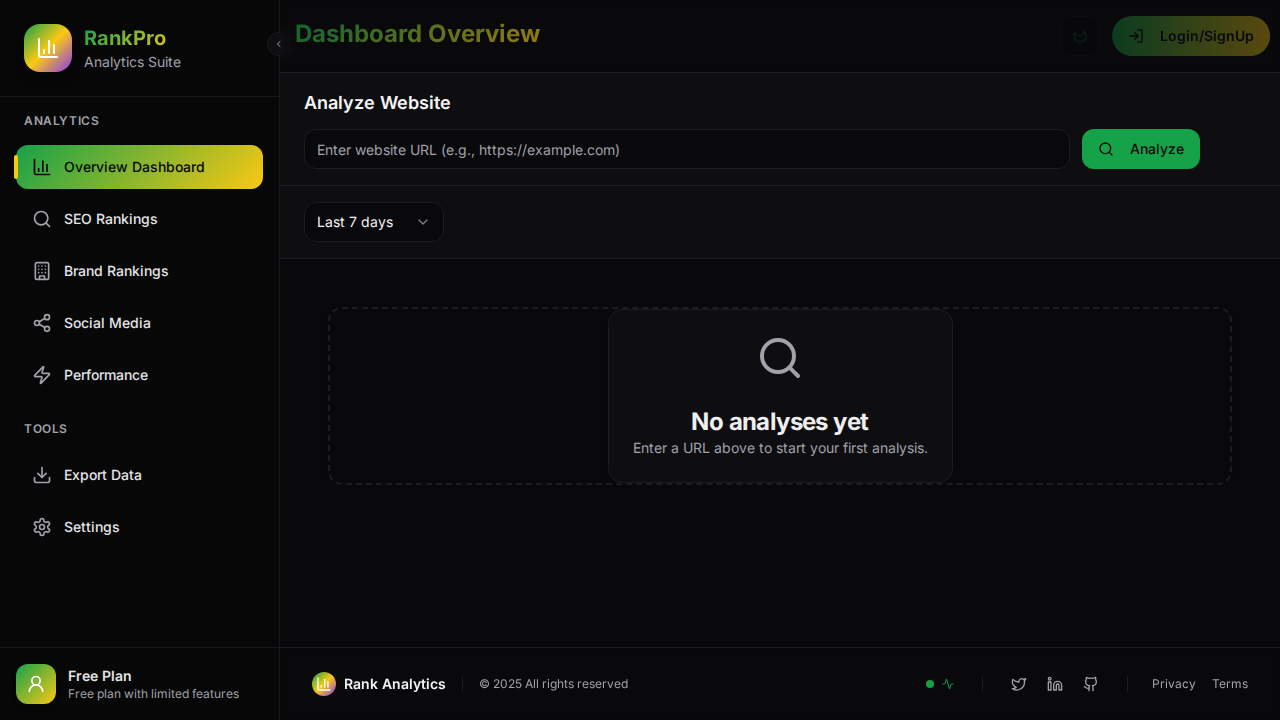 RankPro
Analytics Suite
ANALYTICS
Overview Dashboard
SEO Rankings
Brand Rankings
Social Media
Performance
TOOLS
Export Data
Settings
Free Plan
Free plan with limited features
Dashboard Overview
Login/SignUp
Analyze Website
Enter website URL (e.g., https://example.com)
Analyze
Last 7 days
No analyses yet
Enter a URL above to start your first analysis.
Rank Analytics
© 2025 All rights reserved
Privacy
Terms